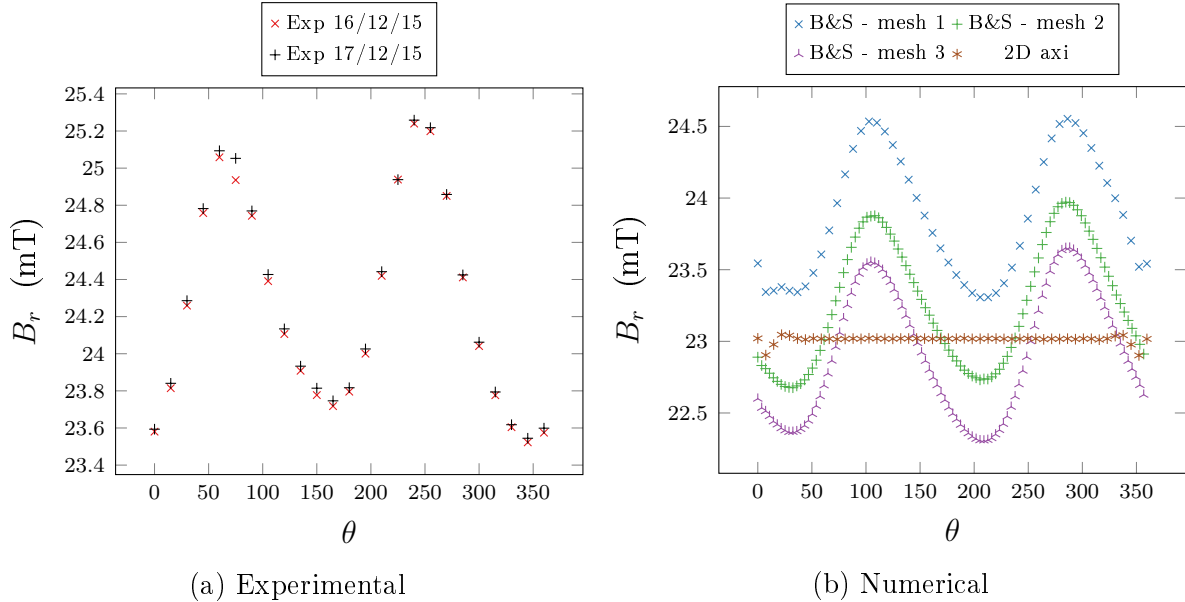 Exp 16/12/15
Exp 17/12/15
25.4
25.2
25
24.8
24.6
24.4
24.2
24
23.8
23.6
23.4
B_r (mT)
0 50 100 150 200 250 300 350
θ
(a) Experimental
B&S - mesh 1 B&S - mesh 2
B&S - mesh 3 2D axi
24.5
24
23.5
23
22.5
B_r (mT)
0 50 100 150 200 250 300 350
θ
(b) Numerical